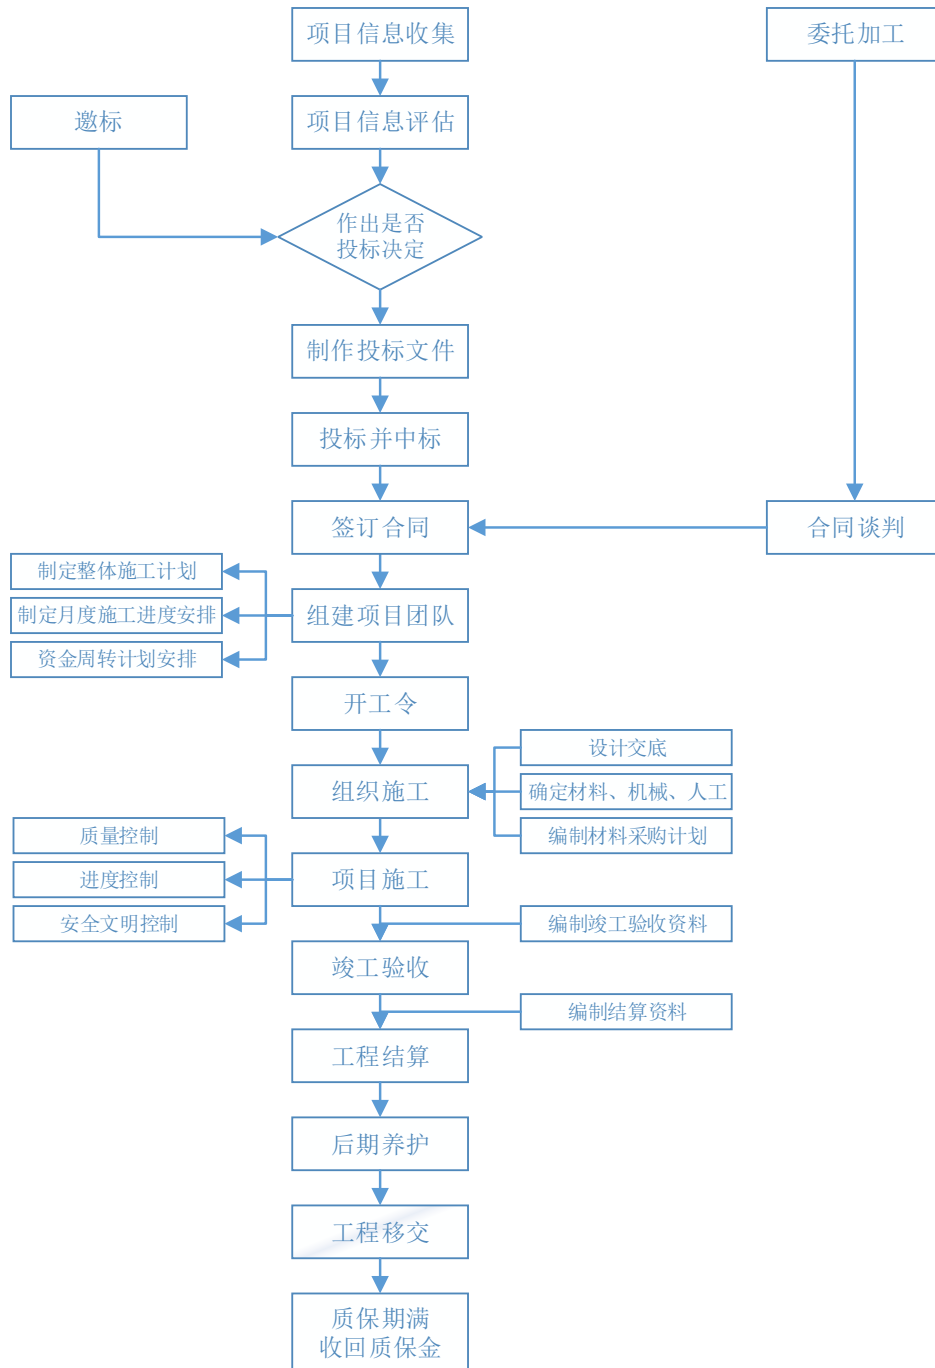 项目信息收集
委托加工
邀标
项目信息评估
作出是否
投标决定
制作投标文件
投标并中标
签订合同
合同谈判
制定整体施工计划
制定月度施工进度安排
组建项目团队
资金周转计划安排
开工令
设计交底
组织施工
确定材料、机械、人工
质量控制
编制材料采购计划
进度控制
项目施工
安全文明控制
编制竣工验收资料
竣工验收
编制结算资料
工程结算
后期养护
工程移交
质保期满
收回质保金